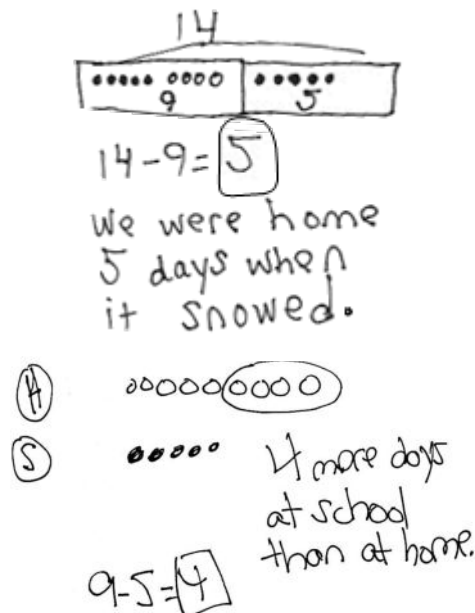 14
9 5
14-9=5
We were home
5 days when
it snowed.
H
S
4 more days
at school
than at home.
9-5=4